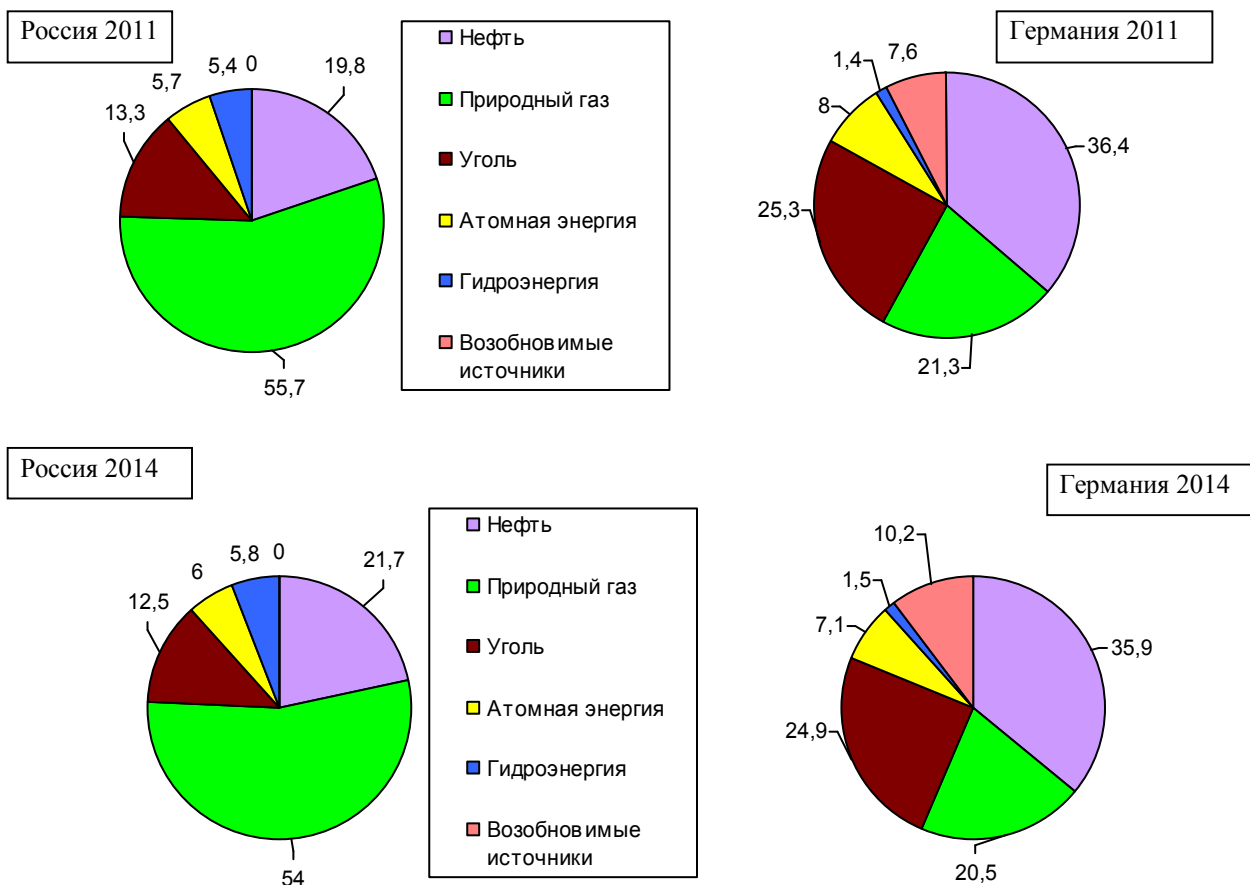 Россия 2011
5,7
5,4
0
19,8
13,3
55,7
Нефть
Природный газ
Уголь
Атомная энергия
Гидроэнергия
Возобновимые
источники
Германия 2011
1,4
7,6
8
36,4
25,3
21,3
Россия 2014
6
5,8
0
21,7
12,5
54
Нефть
Природный газ
Уголь
Атомная энергия
Гидроэнергия
Возобновимые
источники
Германия 2014
10,2
1,5
7,1
35,9
24,9
20,5